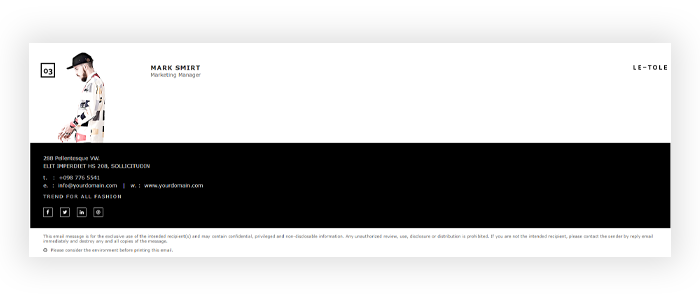 03
MARK SMIRT
Marketing Manager
LE-TOLE
268 Pellentesque VW.
ELIT IMPERDIET HS 208, SOLLICITUDIN
t. : +098 776 5541
e. : info@yourdomain.com | w. : www.yourdomain.com
TREND FOR ALL FASHION
This email message is for the exclusive use of the intended recipient(s) and may contain confidential, privileged and non-disclosable information. Any unauthorized review, use, disclosure or distribution is prohibited. If you are not the intended recipient, please contact the sender by reply email
immediately and destroy any and all copies of the message.
Please consider the environment before printing this email.